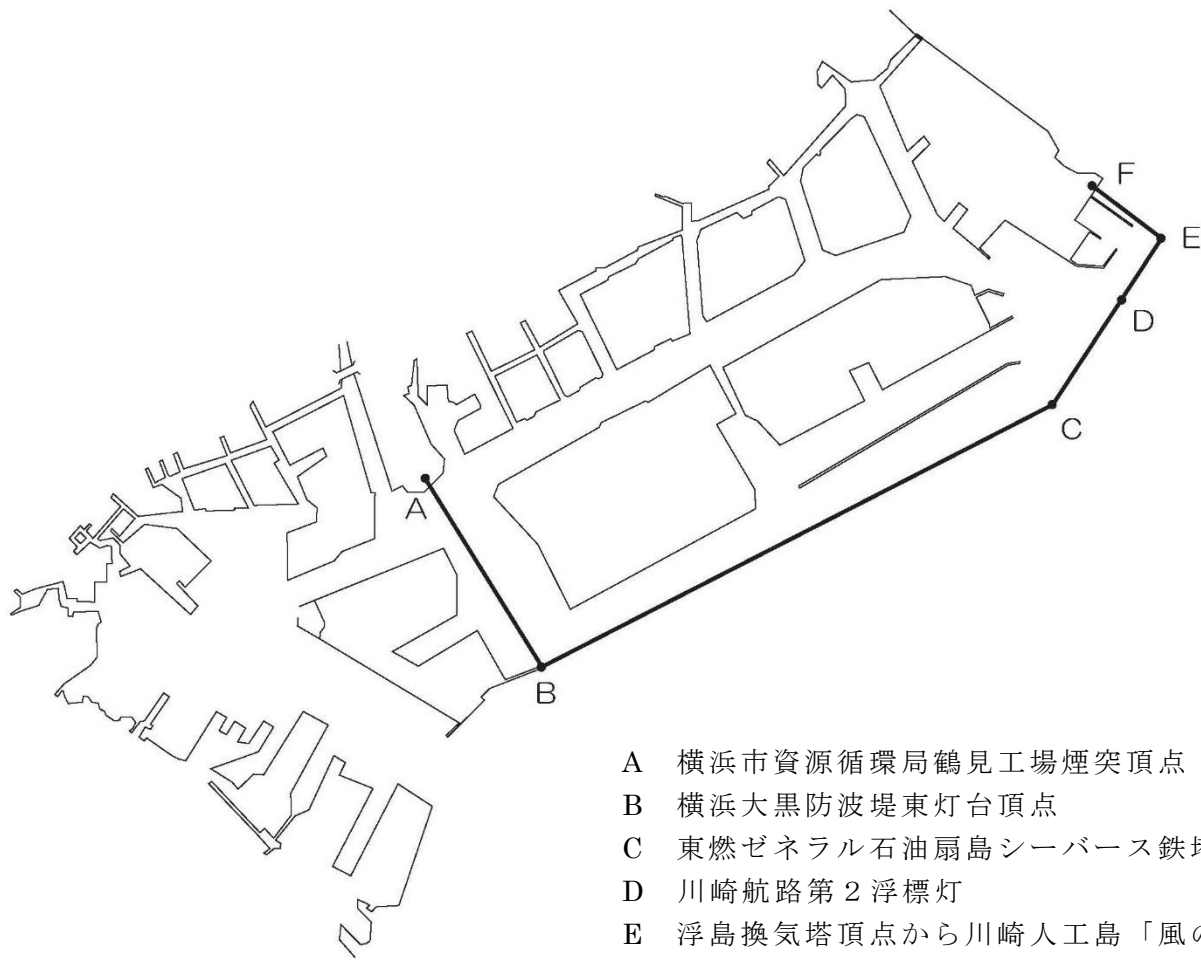 F
E
D
C
A
B
A 横浜市資源循環局鶴見工場煙突頂点
B 横浜大黒防波堤東灯台頂点
C 東燃ゼネラル石油扇島シーバース鉄
D 川崎航路第２浮標灯
E 浮島換気塔頂点から川崎人工島「風の